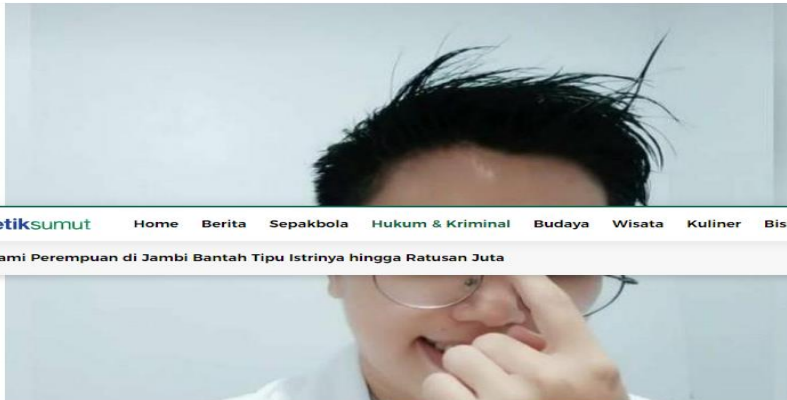 etiksumut Home Berita Sepakbola Hukum & Kriminal Budaya Wisata Kuliner Bis
ami Perempuan di Jambi Bantah Tipu Istrinya hingga Ratusan Juta